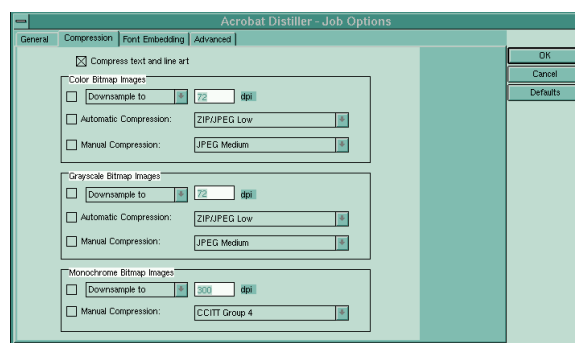 Acrobat Distiller - Job Options
General Compression Font Embedding Advanced
OK
Cancel
Defaults
Compress text and line art
Color Bitmap Images
Downsample to 72 dpi
Automatic Compression: ZIP/JPEG Low
Manual Compression: JPEG Medium
Grayscale Bitmap Images
Downsample to 72 dpi
Automatic Compression: ZIP/JPEG Low
Manual Compression: JPEG Medium
Monochrome Bitmap Images
Downsample to 300 dpi
Manual Compression: CCITT Group 4